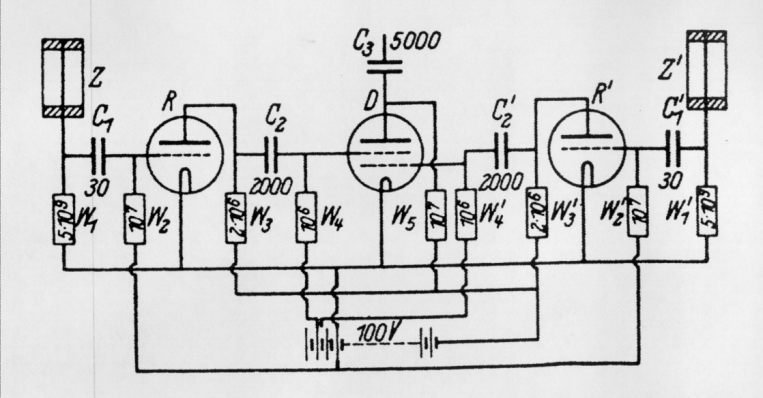 C₃ 5000
Z
R
D
R'
Z'
C₁
C₂
C₂'
C₁'
30
2000
2000
30
5·10⁹
W₁
10⁷
W₂
2·10⁶
W₃
10⁶
W₄
W₅
10⁷
10⁶
W₄'
2·10⁶
W₃'
W₂'
10⁷
W₁'
5·10⁹
100V